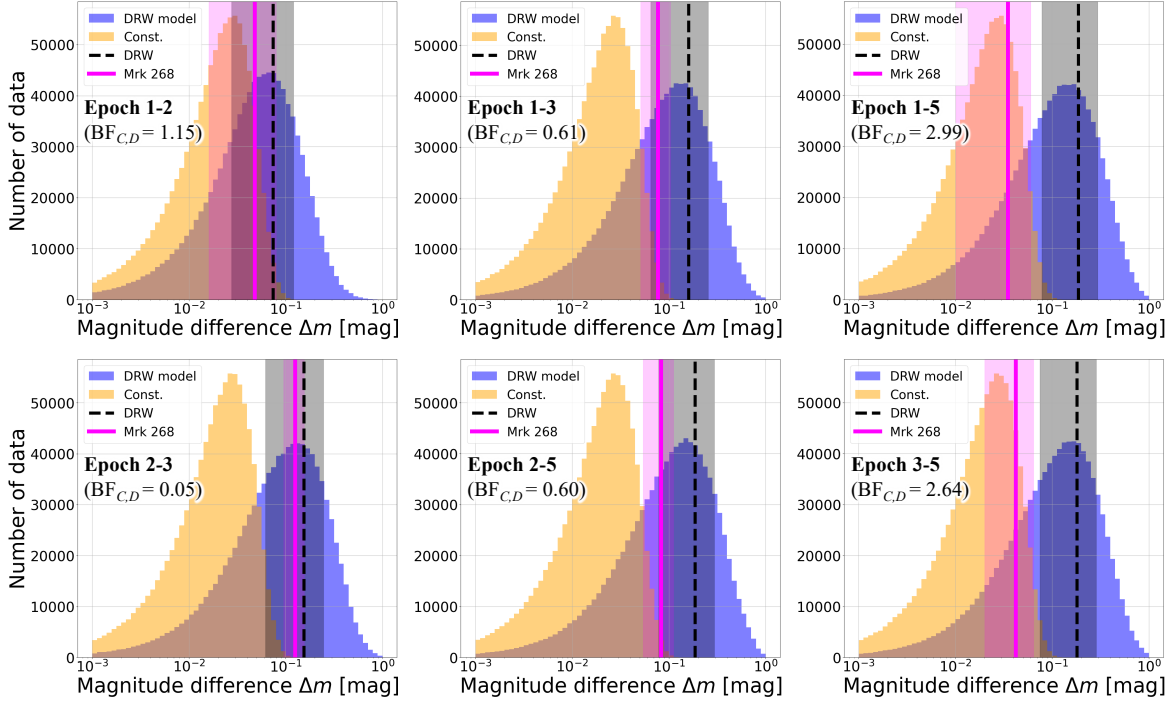 Number of data
50000
40000
30000
20000
10000
0
DRW model
Const.
DRW
Mrk 268
Epoch 1-2
(BF_{C,D} = 1.15)
10^{-3} 10^{-2} 10^{-1} 10^{0}
Magnitude difference Δm [mag]
50000
40000
30000
20000
10000
0
DRW model
Const.
DRW
Mrk 268
Epoch 1-3
(BF_{C,D} = 0.61)
10^{-3} 10^{-2} 10^{-1} 10^{0}
Magnitude difference Δm [mag]
50000
40000
30000
20000
10000
0
DRW model
Const.
DRW
Mrk 268
Epoch 1-5
(BF_{C,D} = 2.99)
10^{-3} 10^{-2} 10^{-1} 10^{0}
Magnitude difference Δm [mag]
Number of data
50000
40000
30000
20000
10000
0
DRW model
Const.
DRW
Mrk 268
Epoch 2-3
(BF_{C,D} = 0.05)
10^{-3} 10^{-2} 10^{-1} 10^{0}
Magnitude difference Δm [mag]
50000
40000
30000
20000
10000
0
DRW model
Const.
DRW
Mrk 268
Epoch 2-5
(BF_{C,D} = 0.60)
10^{-3} 10^{-2} 10^{-1} 10^{0}
Magnitude difference Δm [mag]
50000
40000
30000
20000
10000
0
DRW model
Const.
DRW
Mrk 268
Epoch 3-5
(BF_{C,D} = 2.64)
10^{-3} 10^{-2} 10^{-1} 10^{0}
Magnitude difference Δm [mag]